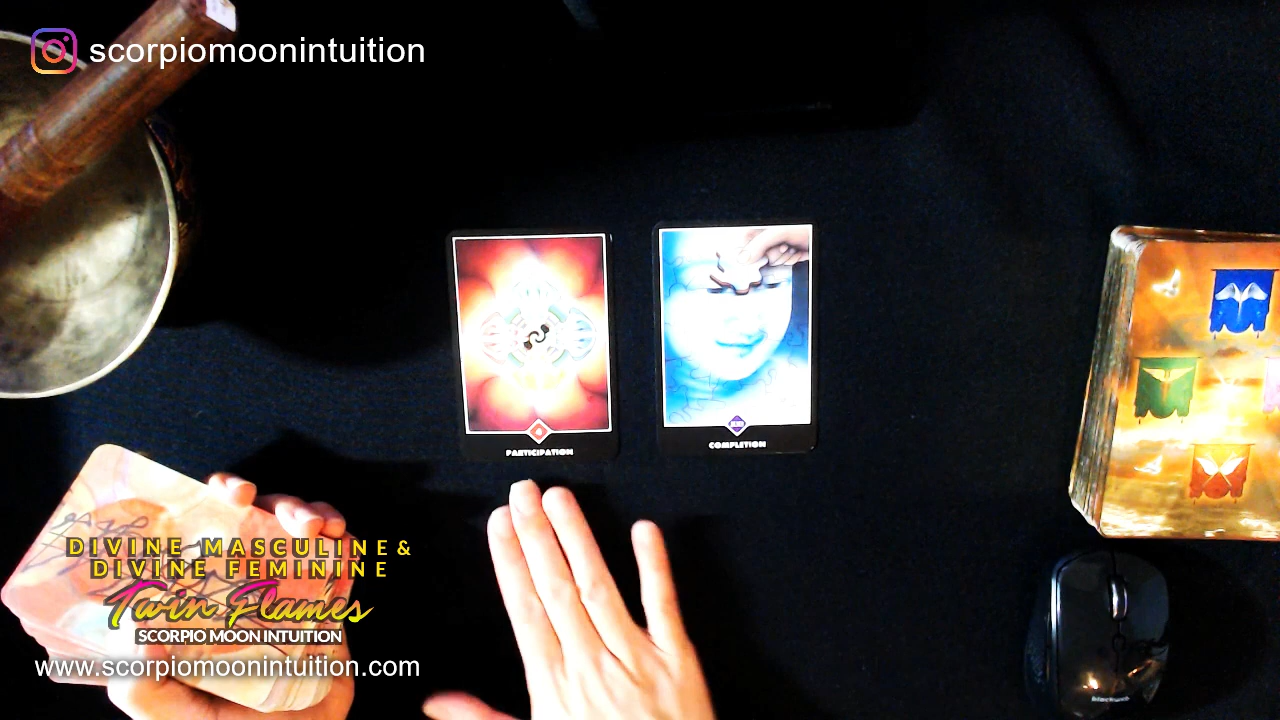 scorpiomoonintuition
PARTICIPATION
COMPLETION
DIVINE MASCULINE &
DIVINE FEMININE
Twin Flames
SCORPIO MOON INTUITION
www.scorpiomoonintuition.com